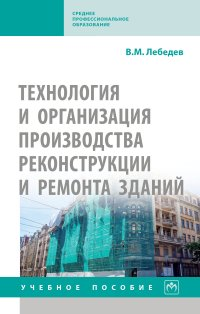 СРЕДНЕЕ
ПРОФЕССИОНАЛЬНОЕ
ОБРАЗОВАНИЕ
В.М. Лебедев
ТЕХНОЛОГИЯ
И ОРГАНИЗАЦИЯ
ПРОИЗВОДСТВА
РЕКОНСТРУКЦИИ
И РЕМОНТА ЗДАНИЙ
УЧЕБНОЕ ПОСОБИЕ